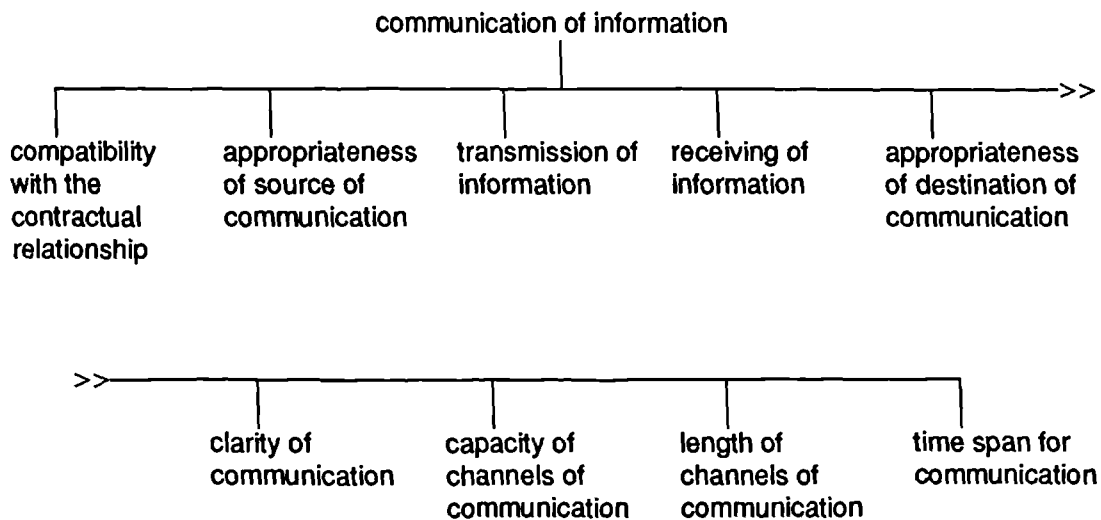 communication of information
>>
compatibility
with the
contractual
relationship
appropriateness
of source of
communication
transmission of
information
receiving of
information
appropriateness
of destination of
communication
>>
clarity of
communication
capacity of
channels of
communication
length of
channels of
communication
time span for
communication